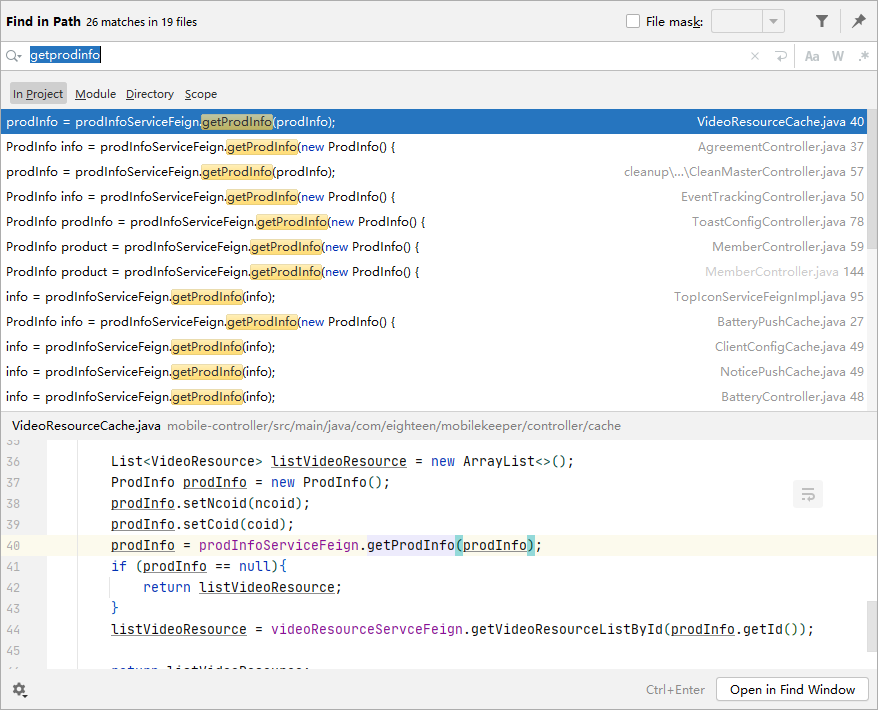 Find in Path 26 matches in 19 files File mask:
getprodinfo Aa W .*
In Project Module Directory Scope
prodInfo = prodInfoServiceFeign.getProdInfo(prodInfo); VideoResourceCache.java 40
ProdInfo info = prodInfoServiceFeign.getProdInfo(new ProdInfo() { AgreementController.java 37
prodInfo = prodInfoServiceFeign.getProdInfo(prodInfo); cleanup\...\CleanMasterController.java 57
ProdInfo info = prodInfoServiceFeign.getProdInfo(new ProdInfo() { EventTrackingController.java 50
ProdInfo prodInfo = prodInfoServiceFeign.getProdInfo(new ProdInfo() { ToastConfigController.java 78
ProdInfo product = prodInfoServiceFeign.getProdInfo(new ProdInfo() { MemberController.java 59
ProdInfo product = prodInfoServiceFeign.getProdInfo(new ProdInfo() { MemberController.java 144
info = prodInfoServiceFeign.getProdInfo(info); TopIconServiceFeignImpl.java 95
ProdInfo info = prodInfoServiceFeign.getProdInfo(new ProdInfo() { BatteryPushCache.java 27
info = prodInfoServiceFeign.getProdInfo(info); ClientConfigCache.java 49
info = prodInfoServiceFeign.getProdInfo(info); NoticePushCache.java 49
info = prodInfoServiceFeign.getProdInfo(info); BatteryController.java 48
VideoResourceCache.java mobile-controller/src/main/java/com/eighteen/mobilekeeper/controller/cache
35
36 List<VideoResource> listVideoResource = new ArrayList<>();
37 ProdInfo prodInfo = new ProdInfo();
38 prodInfo.setNcoid(ncoid);
39 prodInfo.setCoid(coid);
40 prodInfo = prodInfoServiceFeign.getProdInfo(prodInfo);
41 if (prodInfo == null){
42 return listVideoResource;
43 }
44 listVideoResource = videoResourceServceFeign.getVideoResourceListById(prodInfo.getId());
45
return listVideoResource;
Ctrl+Enter Open in Find Window